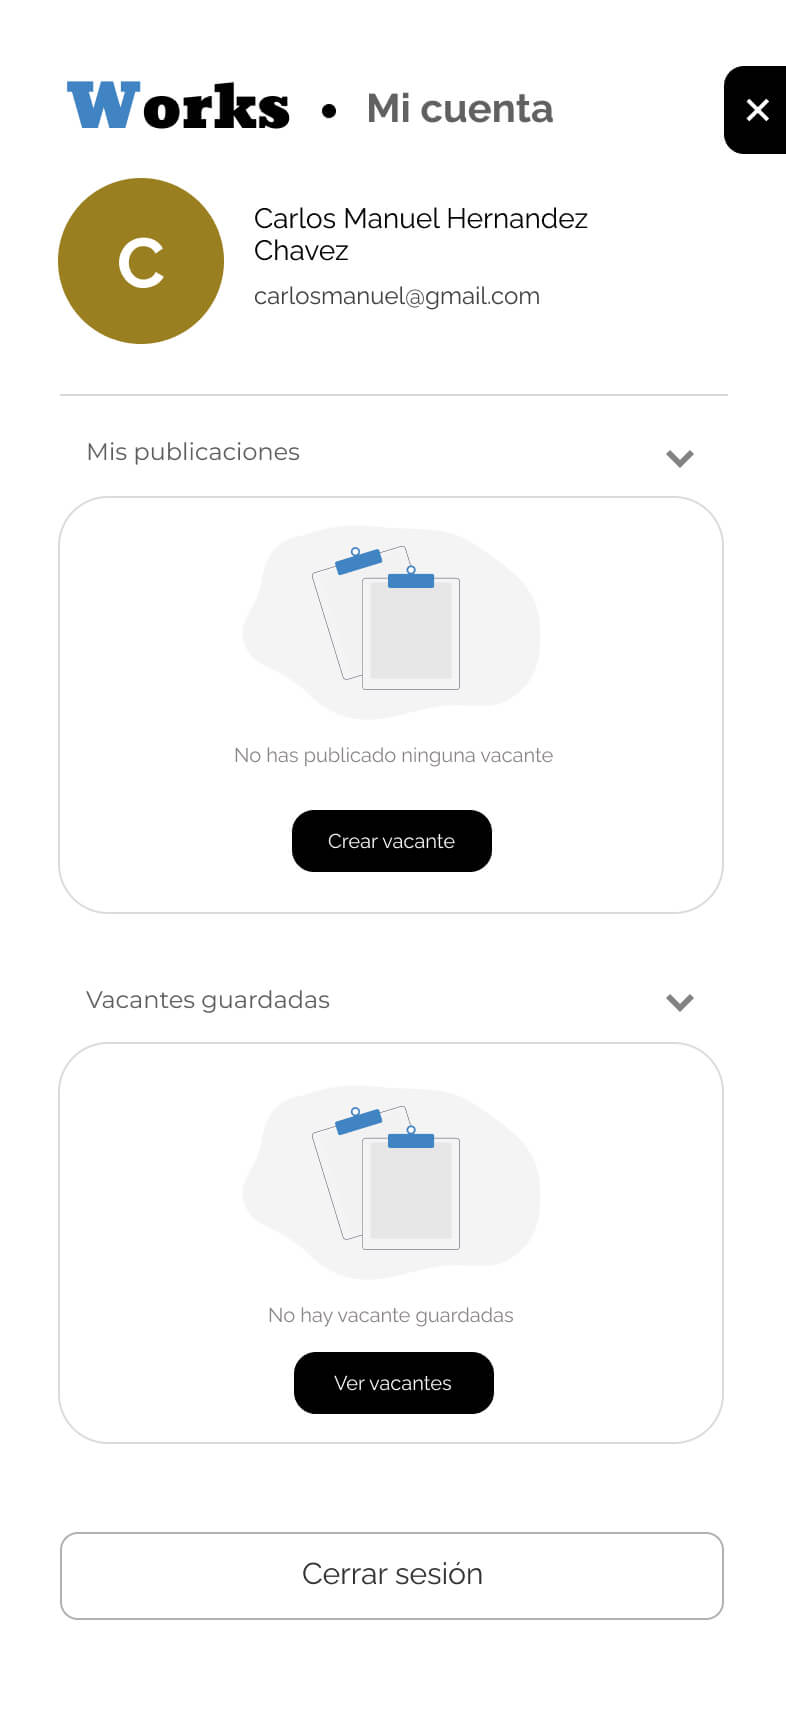 Works • Mi cuenta
C
Carlos Manuel Hernandez
Chavez
carlosmanuel@gmail.com
Mis publicaciones
No has publicado ninguna vacante
Crear vacante
Vacantes guardadas
No hay vacante guardadas
Ver vacantes
Cerrar sesión